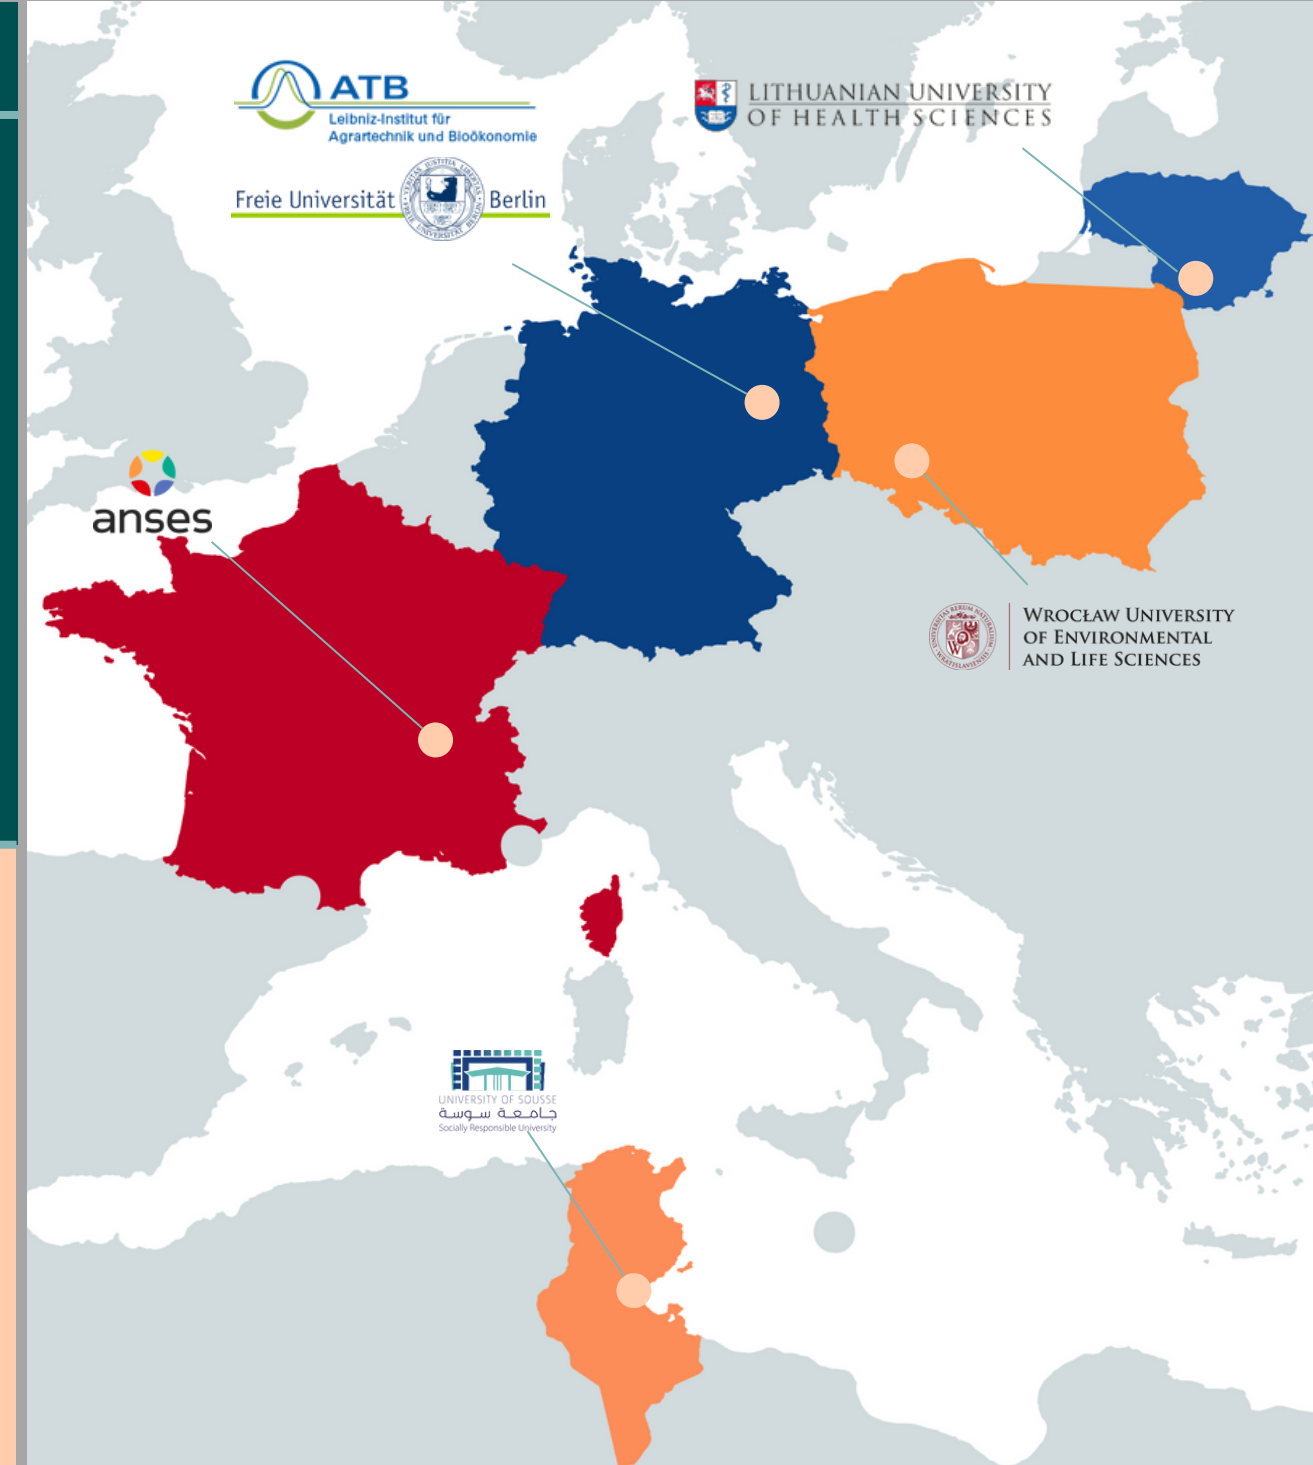 ATB
Leibniz-Institut für
Agrartechnik und Bioökonomie
Freie Universität Berlin
LITHUANIAN UNIVERSITY
OF HEALTH SCIENCES
anses
WROCŁAW UNIVERSITY
OF ENVIRONMENTAL
AND LIFE SCIENCES
UNIVERSITY OF SOUSSE
جامعة سوسة
Socially Responsible University